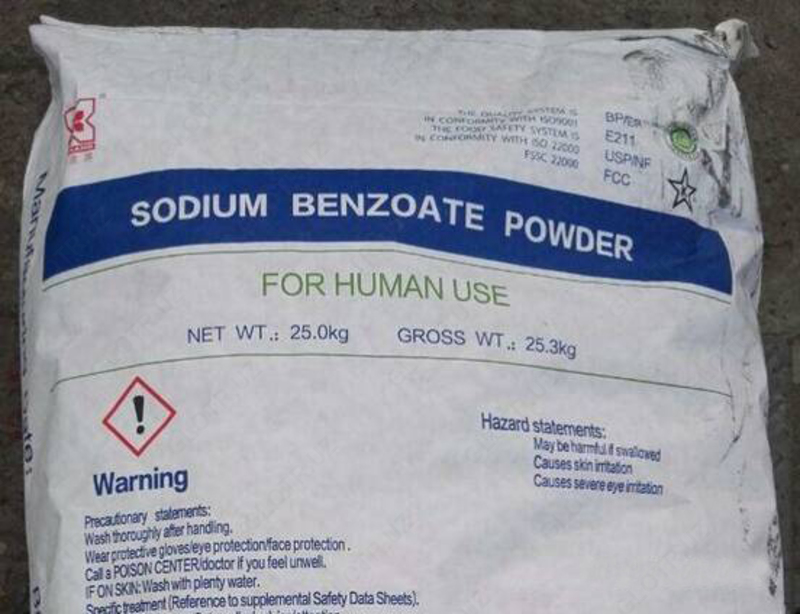 THE QUALITY SYSTEM IS
IN CONFORMITY WITH ISO9001
THE FOOD SAFETY SYSTEM IS
IN CONFORMITY WITH ISO 22000
FSSC 22000
E211
USP/NF
FCC
K
SODIUM BENZOATE POWDER
FOR HUMAN USE
NET WT.: 25.0kg GROSS WT.: 25.3kg
!
Warning
Hazard statements:
May be harmful if swallowed
Causes skin irritation
Causes severe eye irritation
Precautionary statements:
Wash thoroughly after handling.
Wear protective gloves/eye protection/face protection.
Call a POISON CENTER/doctor if you feel unwell.
IF ON SKIN: Wash with plenty water.
Specific treatment (Reference to supplemental Safety Data Sheets).